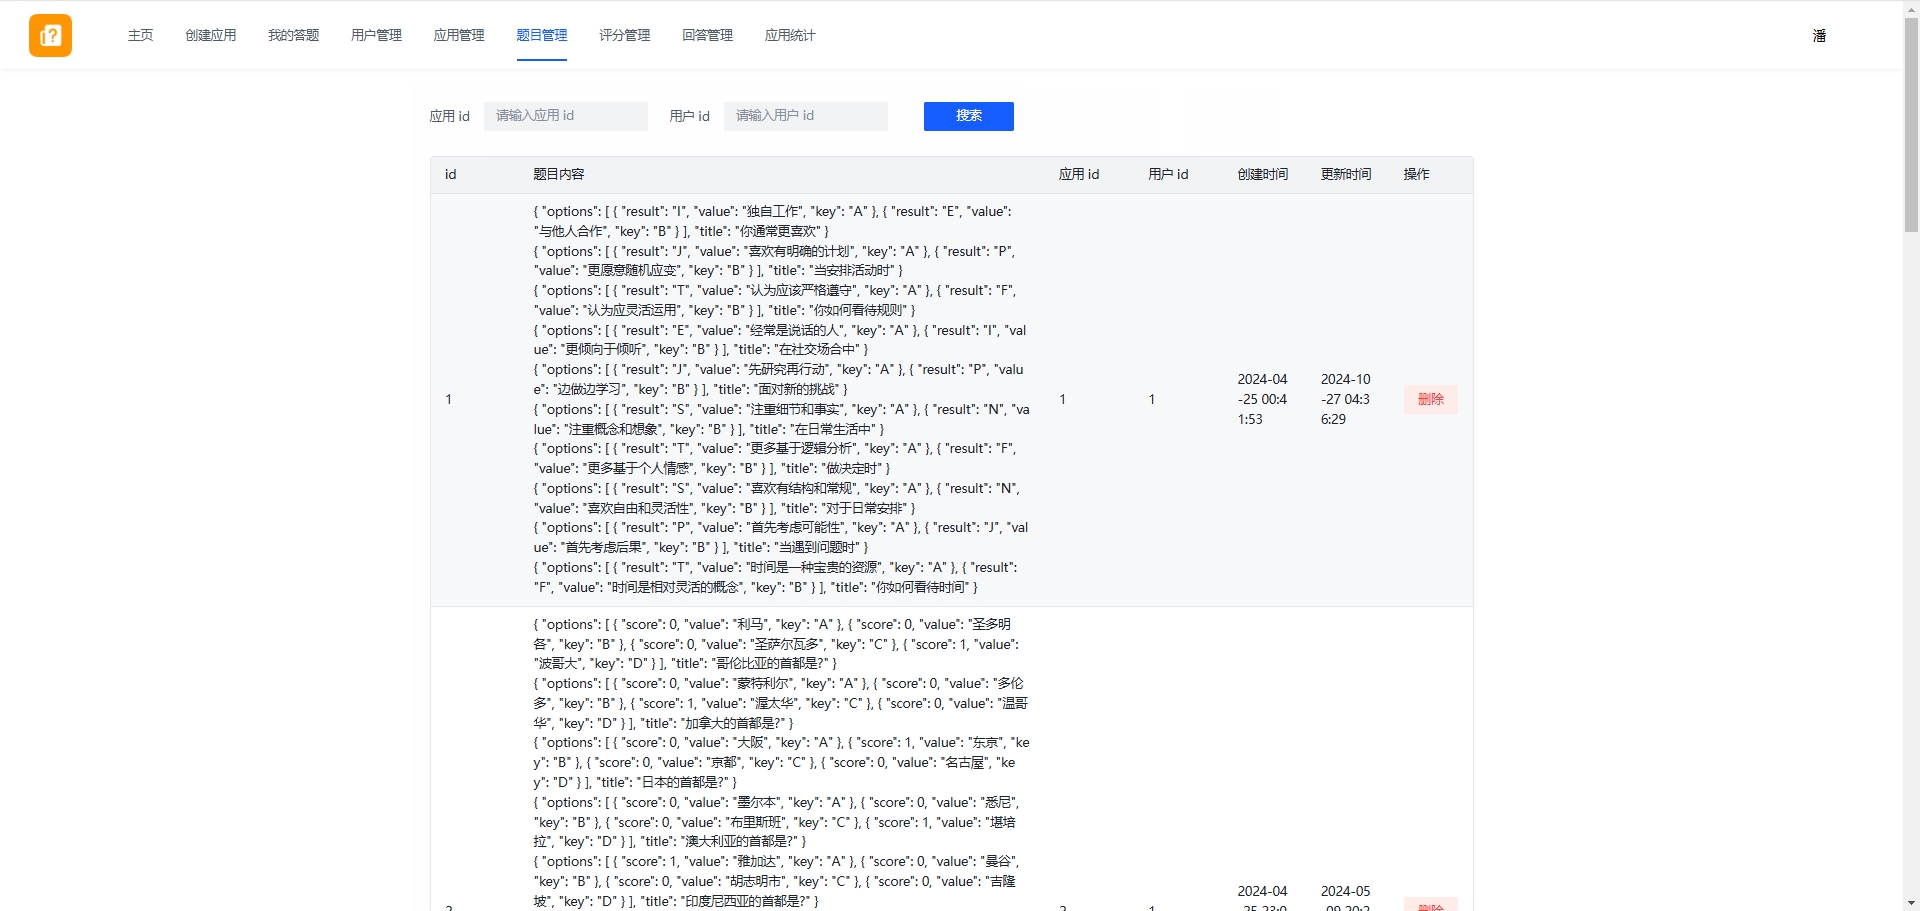 主页 创建应用 我的答题 用户管理 应用管理 题目管理 评分管理 回答管理 应用统计 潘
应用 id 请输入应用 id 用户 id 请输入用户 id 搜索
id 题目内容 应用 id 用户 id 创建时间 更新时间 操作
{ "options": [ { "result": "I", "value": "独自工作", "key": "A" }, { "result": "E", "value":
"与他人合作", "key": "B" } ], "title": "你通常更喜欢" }
{ "options": [ { "result": "J", "value": "喜欢有明确的计划", "key": "A" }, { "result": "P",
"value": "更愿意随机应变", "key": "B" } ], "title": "当安排活动时" }
{ "options": [ { "result": "T", "value": "认为应该严格遵守", "key": "A" }, { "result": "F",
"value": "认为应灵活运用", "key": "B" } ], "title": "你如何看待规则" }
{ "options": [ { "result": "E", "value": "经常是说话的人", "key": "A" }, { "result": "I", "val
ue": "更倾向于倾听", "key": "B" } ], "title": "在社交场合中" }
{ "options": [ { "result": "J", "value": "先研究再行动", "key": "A" }, { "result": "P", "valu
e": "边做边学习", "key": "B" } ], "title": "面对新的挑战" }
{ "options": [ { "result": "S", "value": "注重细节和事实", "key": "A" }, { "result": "N", "va
lue": "注重概念和想象", "key": "B" } ], "title": "在日常生活中" }
{ "options": [ { "result": "T", "value": "更多基于逻辑分析", "key": "A" }, { "result": "F",
"value": "更多基于个人情感", "key": "B" } ], "title": "做决定时" }
{ "options": [ { "result": "S", "value": "喜欢有结构和常规", "key": "A" }, { "result": "N",
"value": "喜欢自由和灵活性", "key": "B" } ], "title": "对于日常安排" }
{ "options": [ { "result": "P", "value": "首先考虑可能性", "key": "A" }, { "result": "J", "val
ue": "首先考虑后果", "key": "B" } ], "title": "当遇到问题时" }
{ "options": [ { "result": "T", "value": "时间是一种宝贵的资源", "key": "A" }, { "result":
"F", "value": "时间是相对灵活的概念", "key": "B" } ], "title": "你如何看待时间" }
1
1
1
2024-04
-25 00:4
1:53
2024-10
-27 04:3
6:29
删除
{ "options": [ { "score": 0, "value": "利马", "key": "A" }, { "score": 0, "value": "圣多明
各", "key": "B" }, { "score": 0, "value": "圣萨尔瓦多", "key": "C" }, { "score": 1, "value":
"波哥大", "key": "D" } ], "title": "哥伦比亚的首都是?" }
{ "options": [ { "score": 0, "value": "蒙特利尔", "key": "A" }, { "score": 0, "value": "多伦
多", "key": "B" }, { "score": 1, "value": "渥太华", "key": "C" }, { "score": 0, "value": "温哥
华", "key": "D" } ], "title": "加拿大的首都是?" }
{ "options": [ { "score": 0, "value": "大阪", "key": "A" }, { "score": 1, "value": "东京", "ke
y": "B" }, { "score": 0, "value": "京都", "key": "C" }, { "score": 0, "value": "名古屋", "ke
y": "D" } ], "title": "日本的首都是?" }
{ "options": [ { "score": 0, "value": "墨尔本", "key": "A" }, { "score": 0, "value": "悉尼",
"key": "B" }, { "score": 0, "value": "布里斯班", "key": "C" }, { "score": 1, "value": "堪培
拉", "key": "D" } ], "title": "澳大利亚的首都是?" }
{ "options": [ { "score": 1, "value": "雅加达", "key": "A" }, { "score": 0, "value": "曼谷",
"key": "B" }, { "score": 0, "value": "胡志明市", "key": "C" }, { "score": 0, "value": "吉隆
坡", "key": "D" } ], "title": "印度尼西亚的首都是?" }
2
2
1
2024-04
-25 23:0
2024-05
-09 20:2
删除